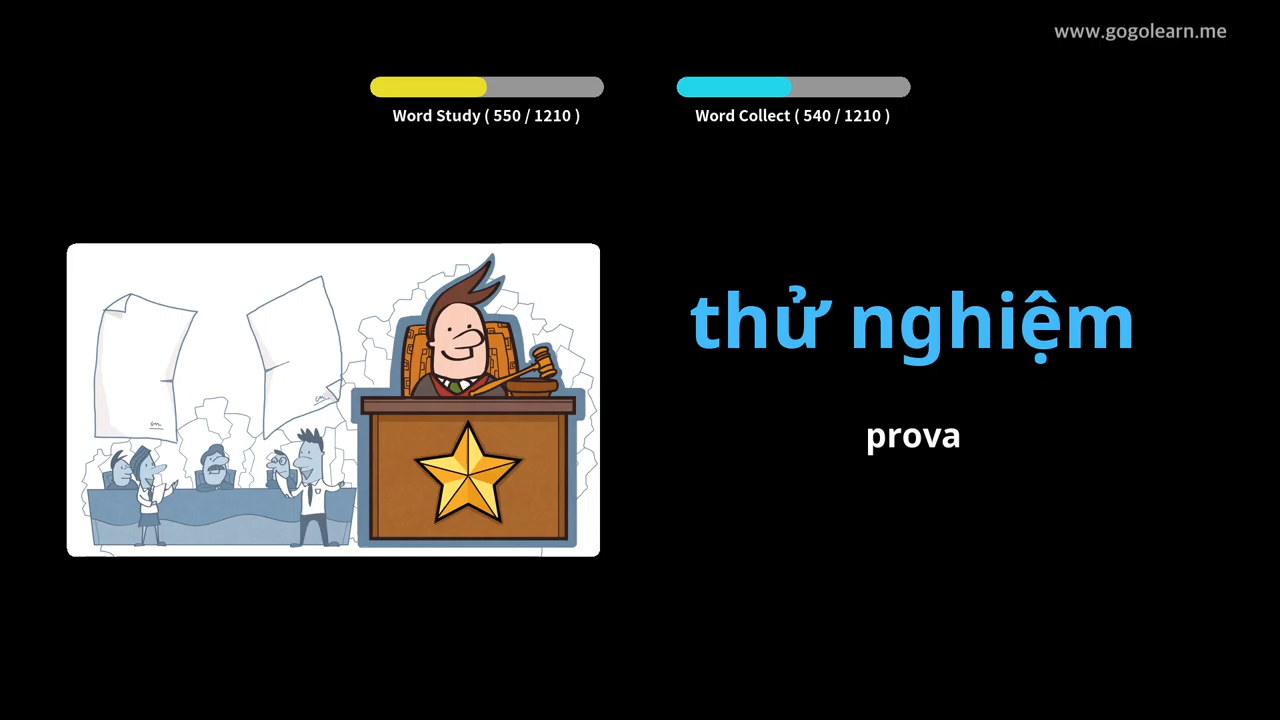 www.gogolearn.me
Word Study ( 550 / 1210 )
Word Collect ( 540 / 1210 )
thử nghiệm
prova